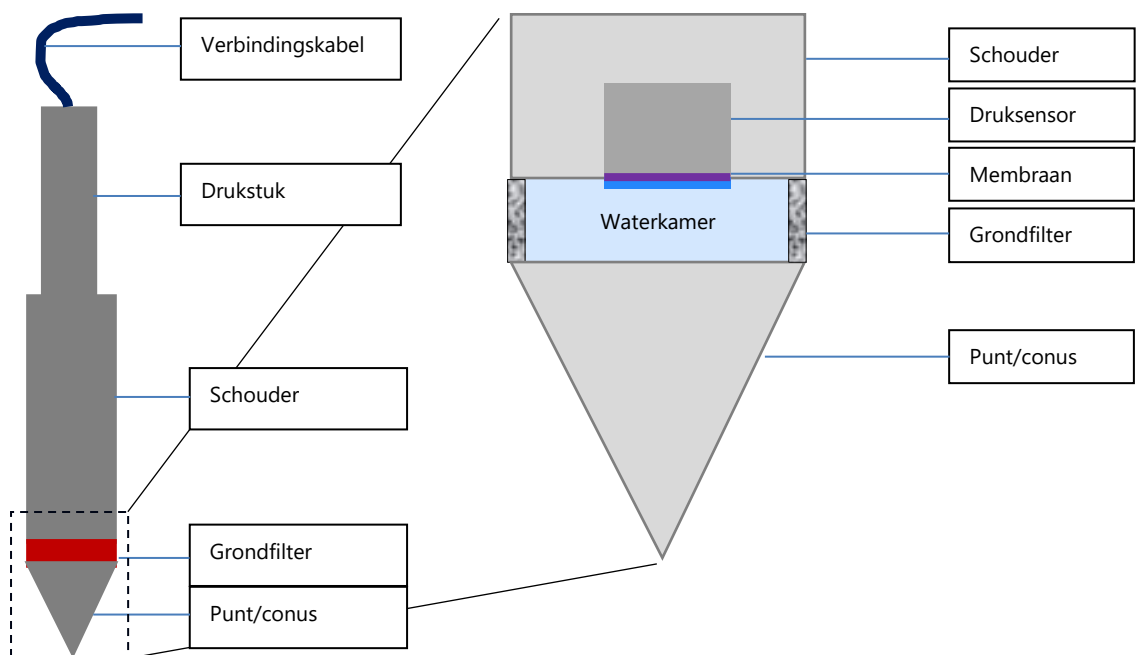 Verbindingskabel
Drukstuk
Schouder
Grondfilter
Punt/conus
Waterkamer
Schouder
Druksensor
Membraan
Grondfilter
Punt/conus